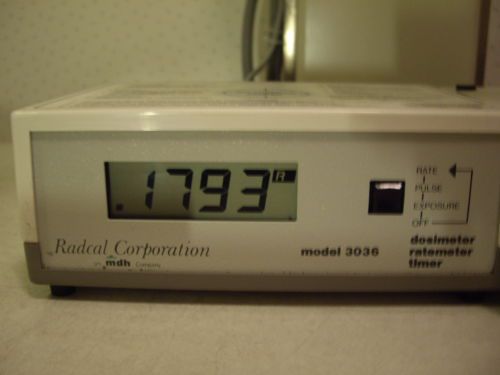 .1793 R
RATE
PULSE
EXPOSURE
OFF
Radcal Corporation
an mdh Company
model 3036
dosimeter
ratemeter
timer